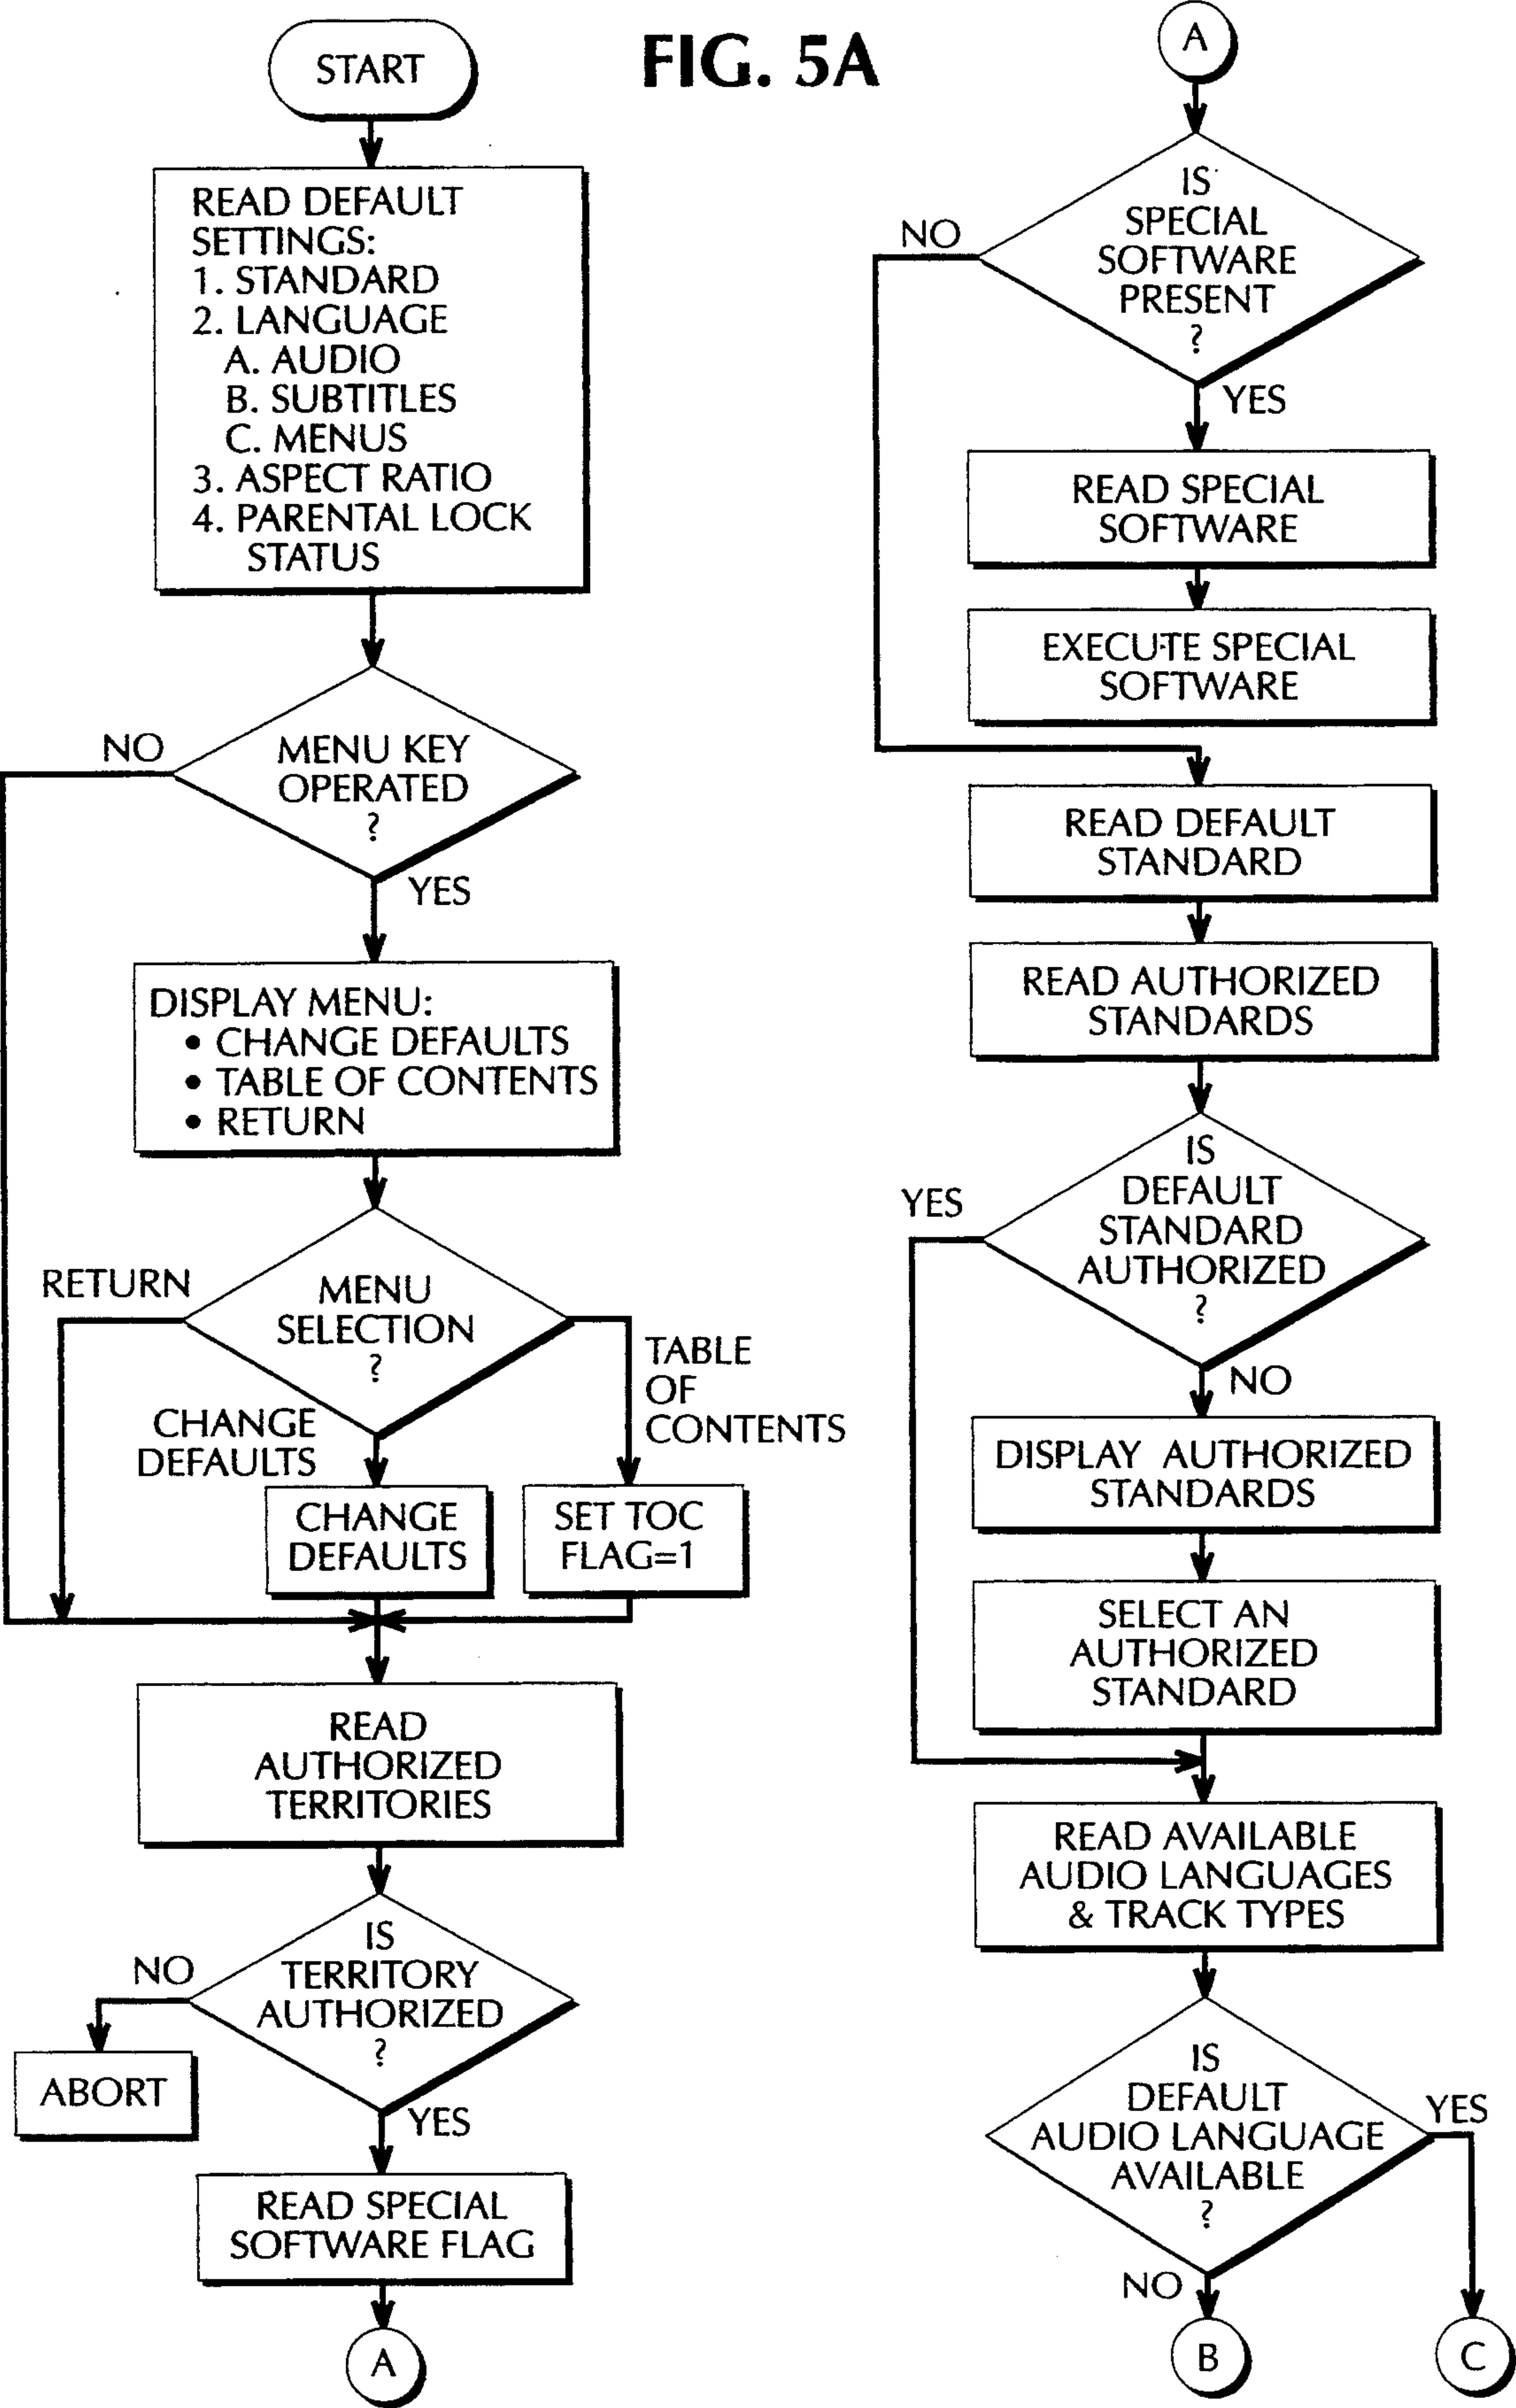 FIG. 5A
START
READ DEFAULT
SETTINGS:
1. STANDARD
2. LANGUAGE
A. AUDIO
B. SUBTITLES
C. MENUS
3. ASPECT RATIO
4. PARENTAL LOCK
STATUS
NO
MENU KEY
OPERATED
?
YES
DISPLAY MENU:
• CHANGE DEFAULTS
• TABLE OF CONTENTS
• RETURN
RETURN
MENU
SELECTION
?
TABLE
OF
CONTENTS
CHANGE
DEFAULTS
CHANGE
DEFAULTS
SET TOC
FLAG=1
READ
AUTHORIZED
TERRITORIES
NO
IS
TERRITORY
AUTHORIZED
?
ABORT
YES
READ SPECIAL
SOFTWARE FLAG
A
A
NO
IS
SPECIAL
SOFTWARE
PRESENT
?
YES
READ SPECIAL
SOFTWARE
EXECUTE SPECIAL
SOFTWARE
READ DEFAULT
STANDARD
READ AUTHORIZED
STANDARDS
YES
IS
DEFAULT
STANDARD
AUTHORIZED
?
NO
DISPLAY AUTHORIZED
STANDARDS
SELECT AN
AUTHORIZED
STANDARD
READ AVAILABLE
AUDIO LANGUAGES
& TRACK TYPES
IS
DEFAULT
AUDIO LANGUAGE
AVAILABLE
?
YES
NO
B
C